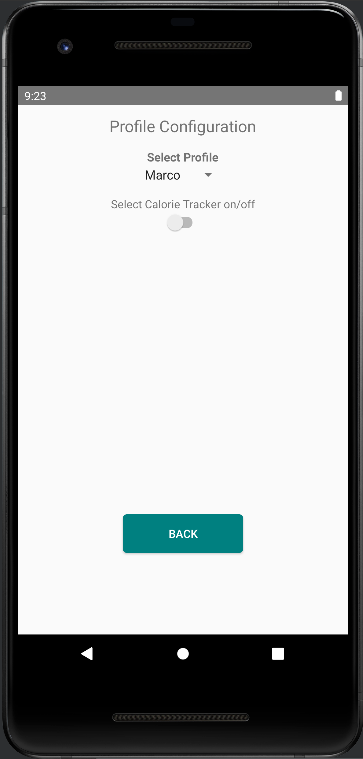 9:23
Profile Configuration
Select Profile
Marco
Select Calorie Tracker on/off
BACK